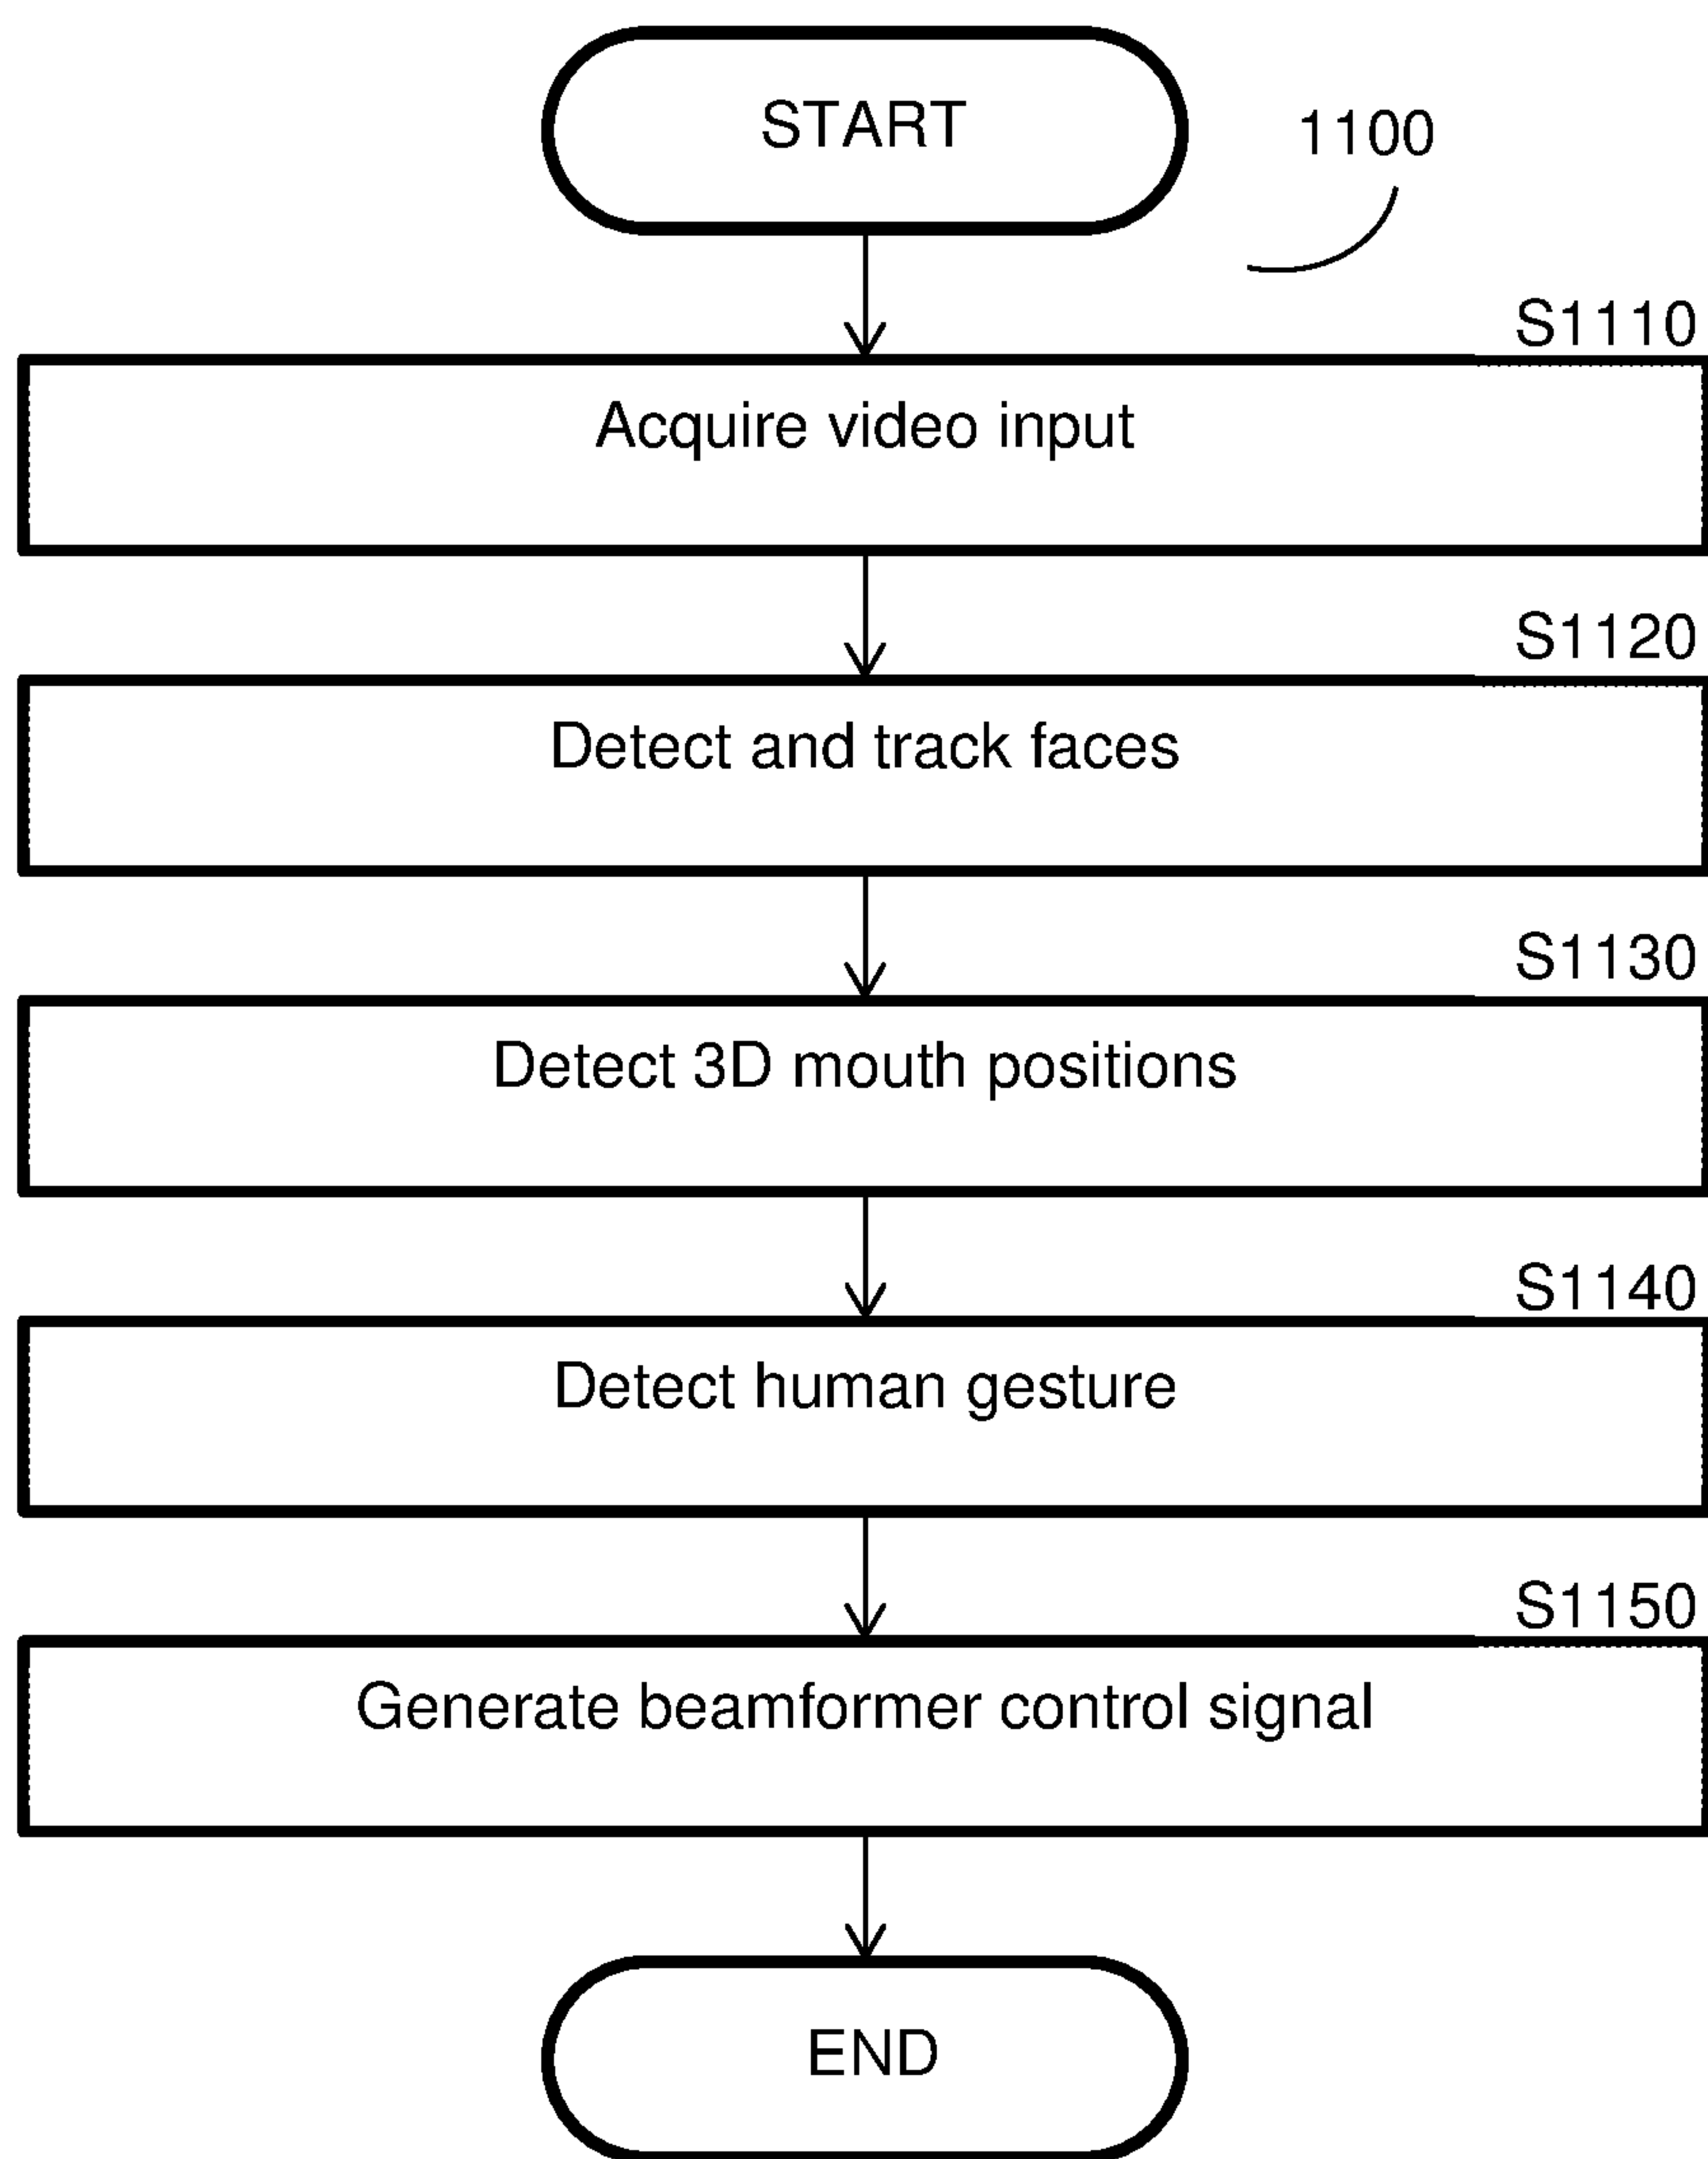 START
1100
S1110
Acquire video input
S1120
Detect and track faces
S1130
Detect 3D mouth positions
S1140
Detect human gesture
S1150
Generate beamformer control signal
END